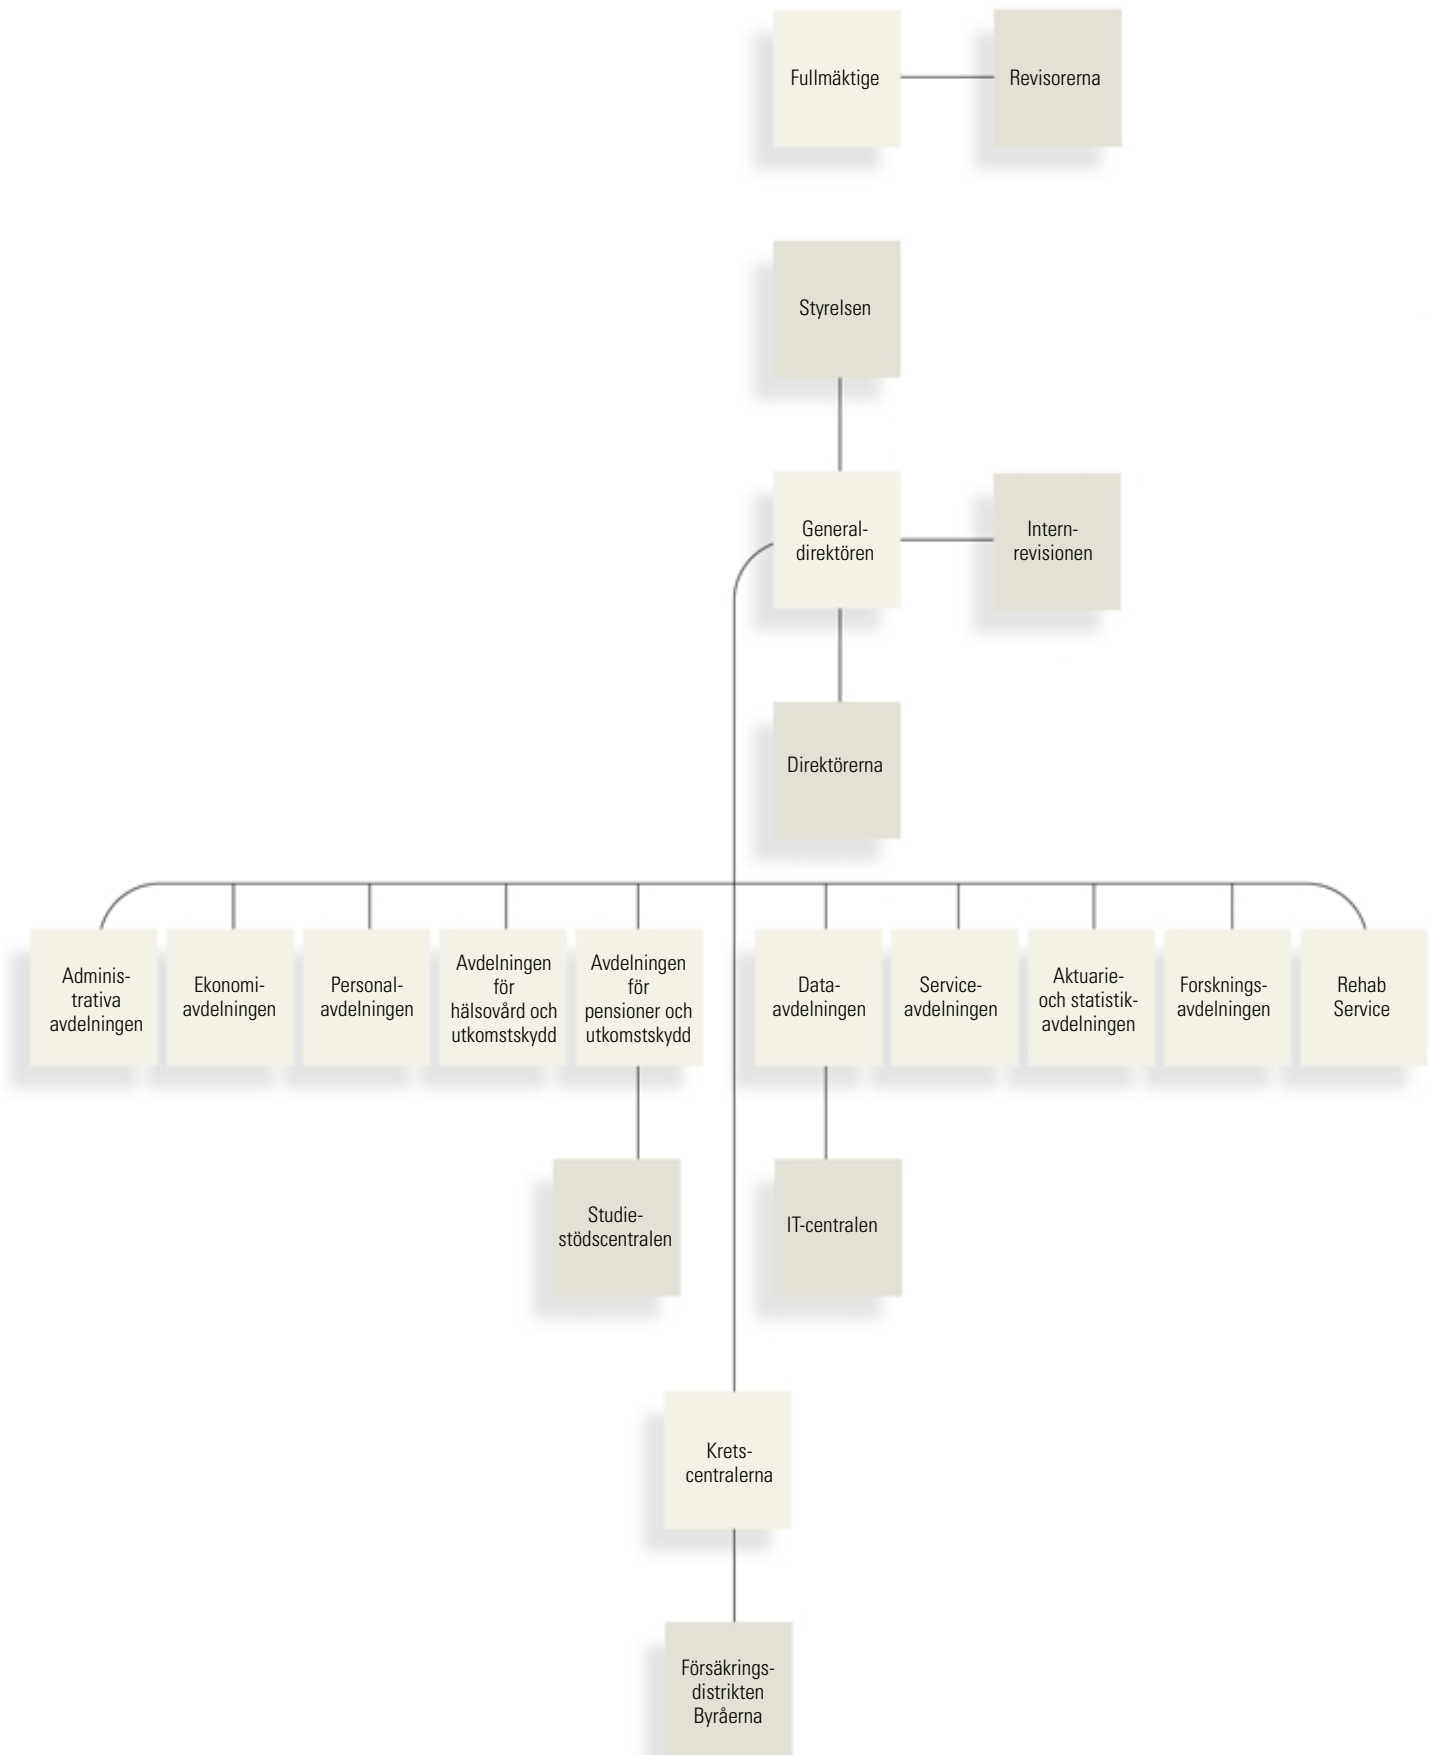 Fullmäktige
Revisorerna
Styrelsen
General-
direktören
Intern-
revisionen
Direktörerna
Adminis-
trativa
avdelningen
Ekonomi-
avdelningen
Personal-
avdelningen
Avdelningen
för
hälsovård och
utkomstskydd
Avdelningen
för
pensioner och
utkomstskydd
Data-
avdelningen
Service-
avdelningen
Aktuarie-
och statistik-
avdelningen
Forsknings-
avdelningen
Rehab
Service
Studie-
stödscentralen
IT-centralen
Krets-
centralerna
Försäkrings-
distrikten
Byråerna